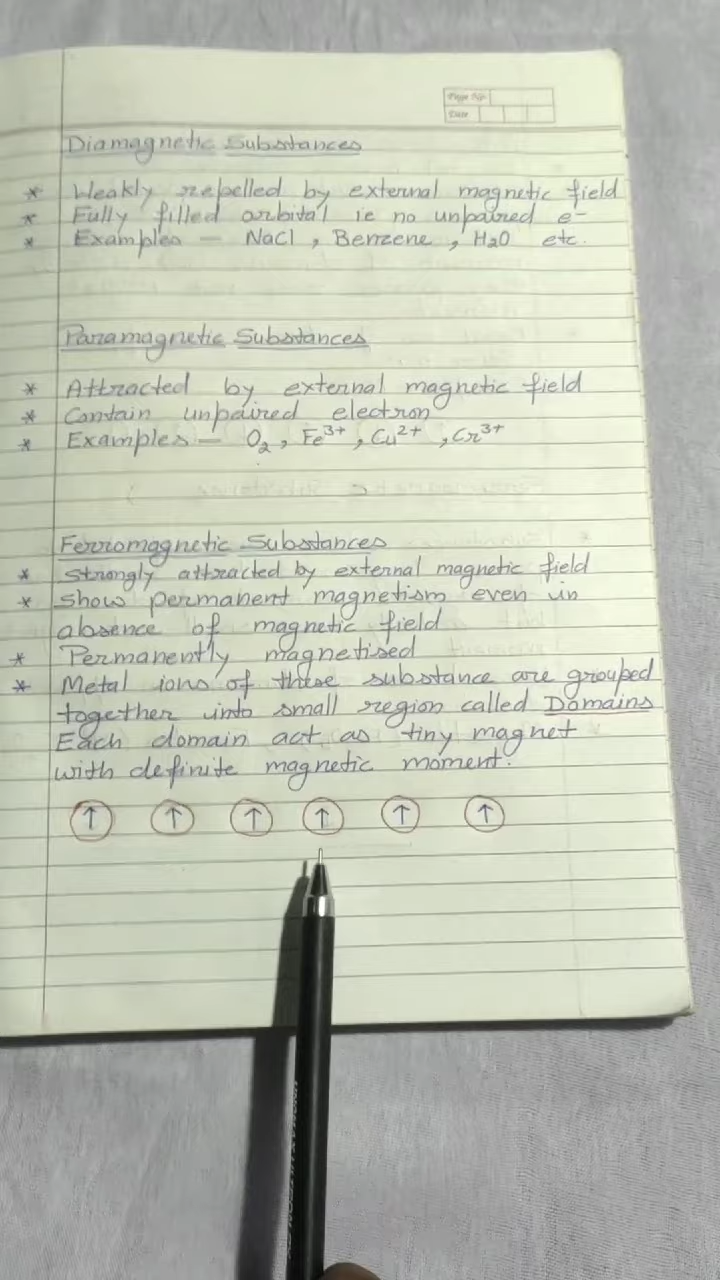 Page No.
Date
Diamagnetic Substances
* Weakly repelled by external magnetic field
* Fully filled orbital ie no unpaired e-
* Examples — NaCl, Benzene, H₂O etc.
Paramagnetic Substances
* Attracted by external magnetic field
* Contain unpaired electron
* Examples — O₂, Fe³⁺, Cu²⁺, Cr³⁺
Ferromagnetic Substances
* Strongly attracted by external magnetic field
* Show permanent magnetism even in
absence of magnetic field
* Permanently magnetised
* Metal ions of these substance are grouped
together into small region called Domains
Each domain act as tiny magnet
with definite magnetic moment.
↑ ↑ ↑ ↑ ↑ ↑